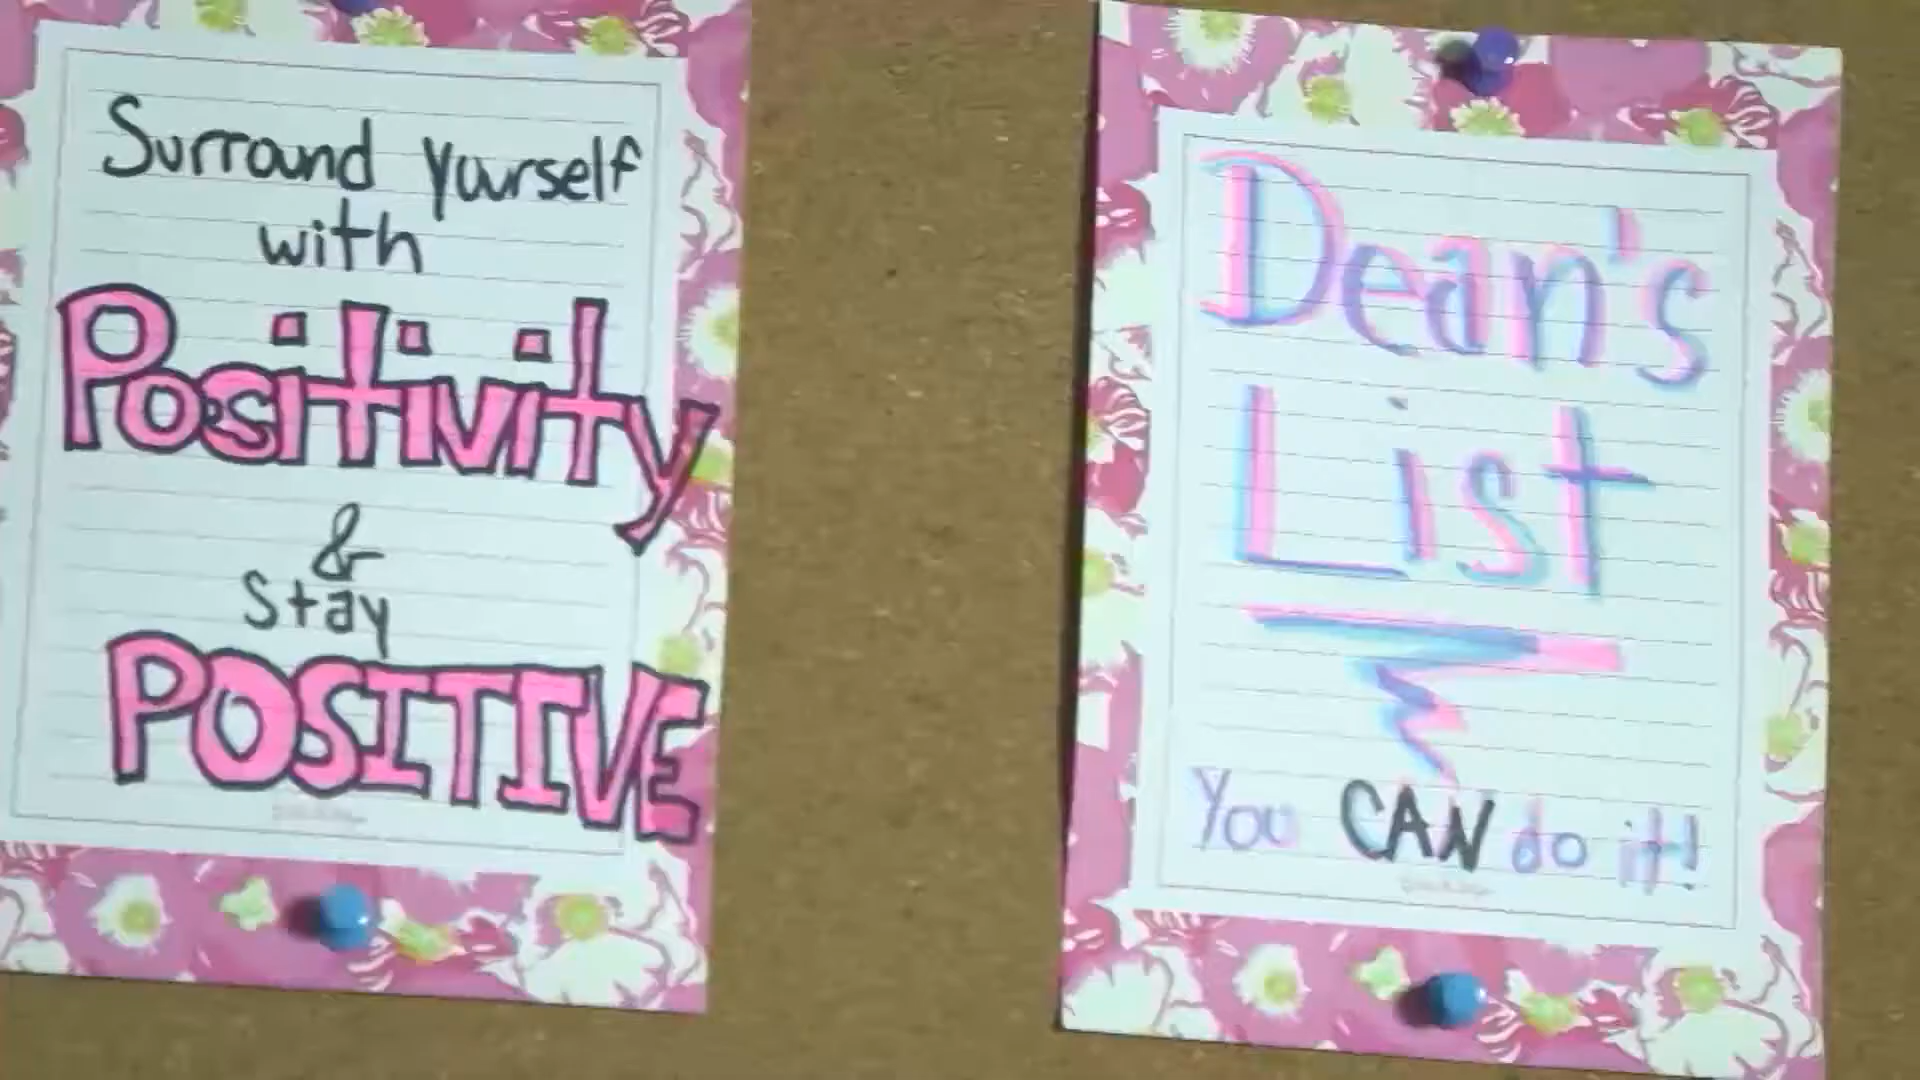 Surround Yourself
with
Positivity
&
Stay
POSITIVE
Dean's
List
You CAN do it!